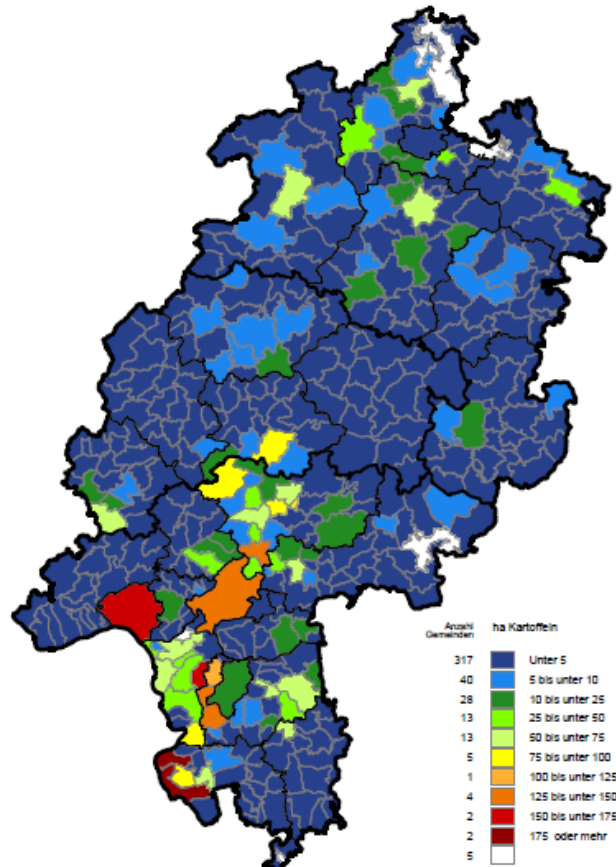 Anzahl
Gemeinden
ha Kartoffeln
317 Unter 5
40 5 bis unter 10
28 10 bis unter 25
13 25 bis unter 50
13 50 bis unter 75
5 75 bis unter 100
1 100 bis unter 125
4 125 bis unter 150
2 150 bis unter 175
2 175 oder mehr
5